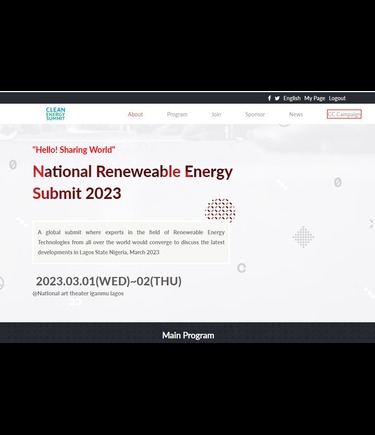 English My Page Logout
CLEAN
ENERGY
SUMMIT
About Program Join Sponsor News CC Campaign
"Hello! Sharing World"
National Reneweable Energy
Submit 2023
A global submit where experts in the field of Renewable Energy
Technologies from all over the world would converge to discuss the latest
developments in Lagos State Nigeria, March 2023
2023.03.01(WED)~02(THU)
@National art theater iganmu lagos
Main Program